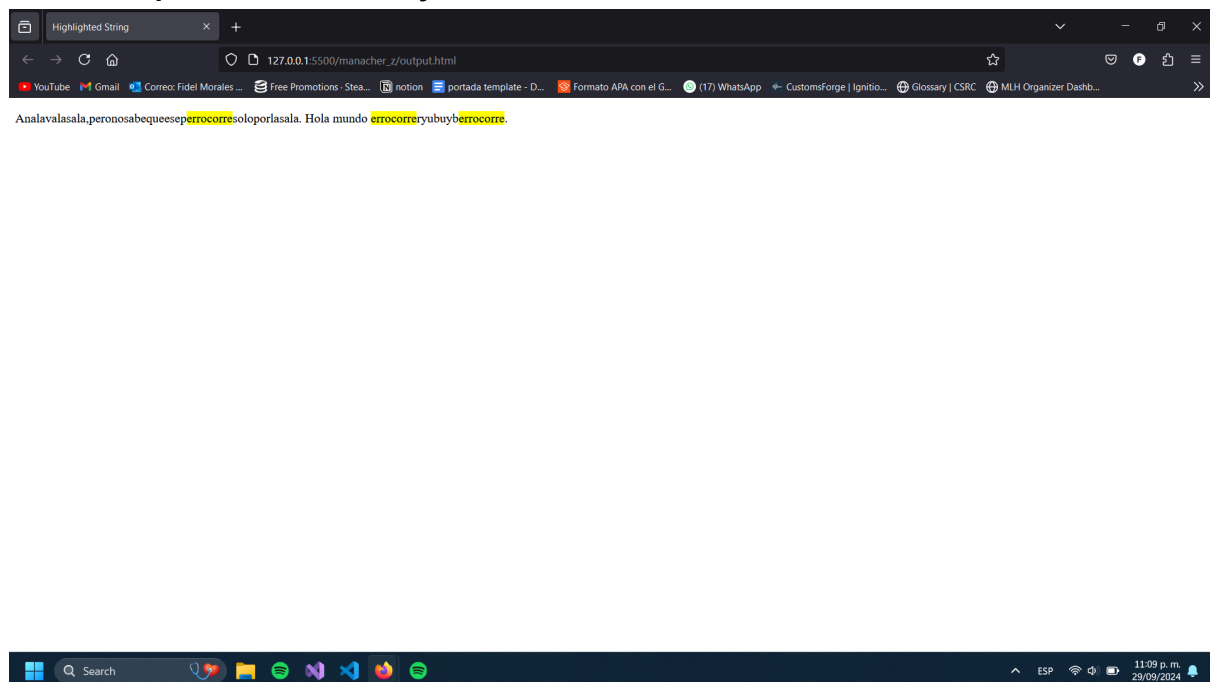 Highlighted String
127.0.0.1:5500/manacher_z/output.html
YouTube Gmail Correo: Fidel Morales ... Free Promotions · Stea... notion portada template - D... Formato APA con el G... (17) WhatsApp CustomsForge | Ignitio... Glossary | CSRC MLH Organizer Dashb...
Analavalasala,peronosabequeeseperrocorresoloporlasala. Hola mundo errocorreryubuyberrocorre.
Search ESP 11:09 p. m.
29/09/2024